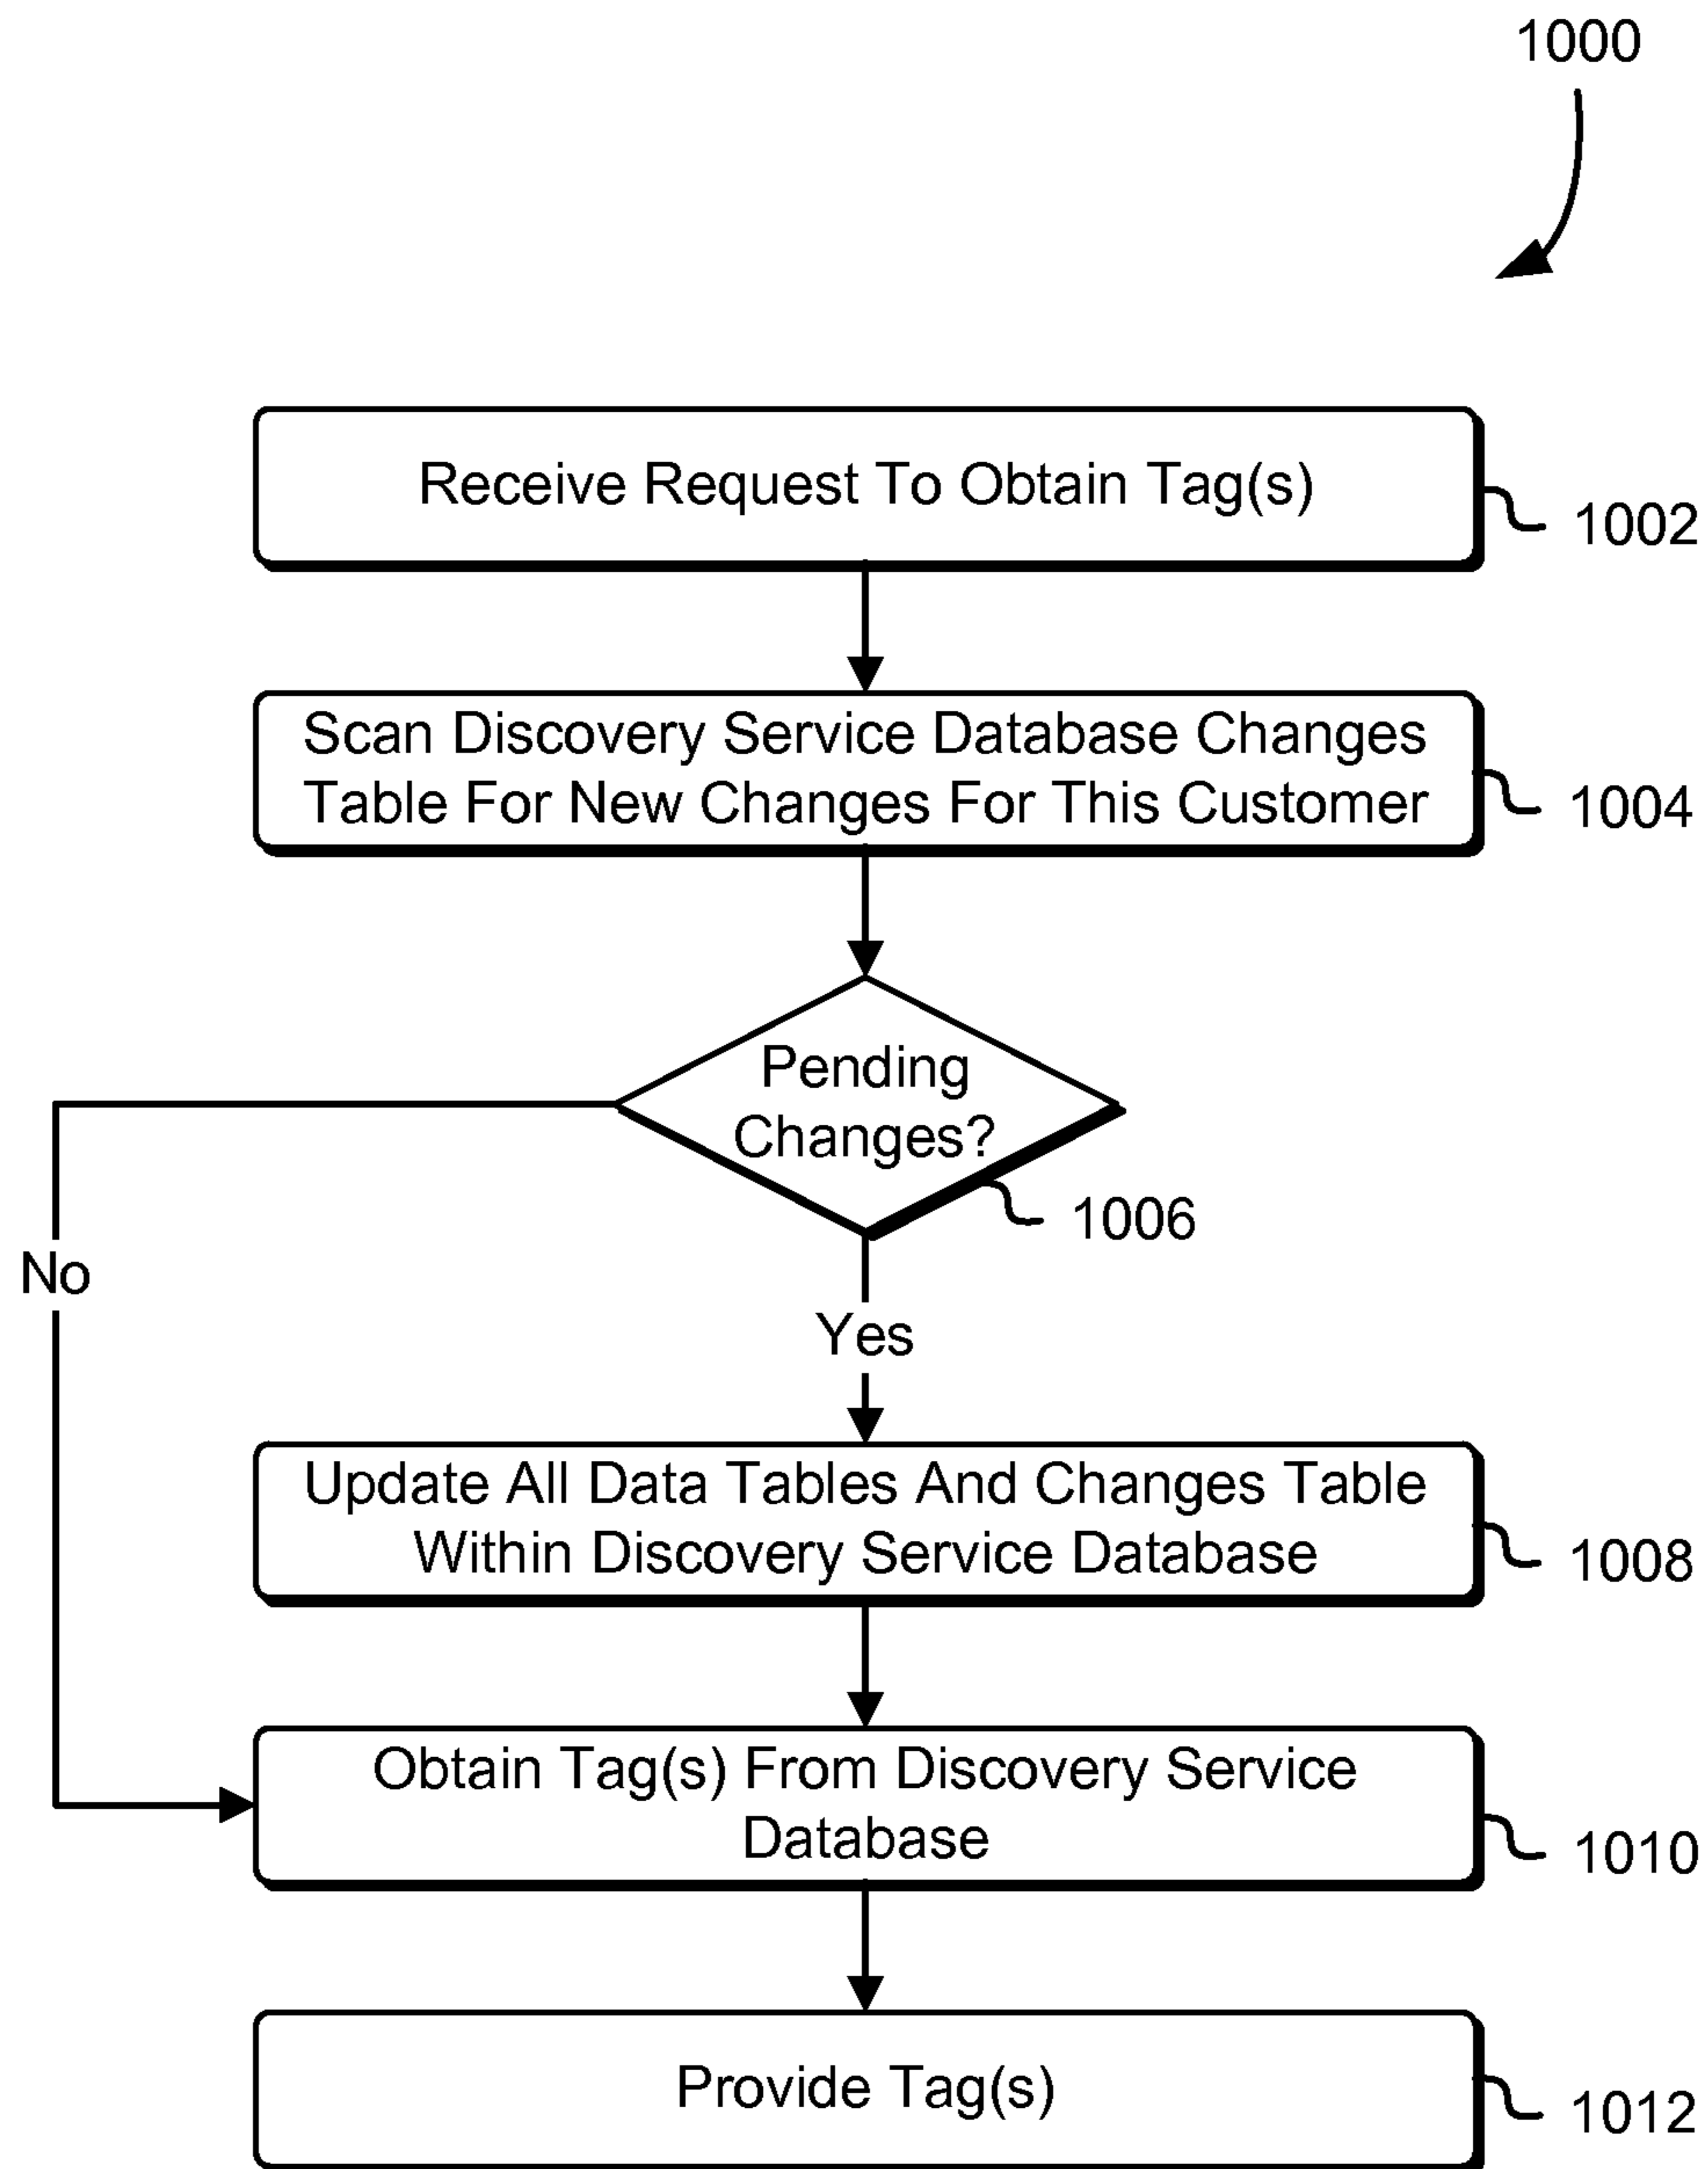 1000
Receive Request To Obtain Tag(s)
1002
Scan Discovery Service Database Changes
Table For New Changes For This Customer
1004
Pending
Changes?
1006
No
Yes
Update All Data Tables And Changes Table
Within Discovery Service Database
1008
Obtain Tag(s) From Discovery Service
Database
1010
Provide Tag(s)
1012